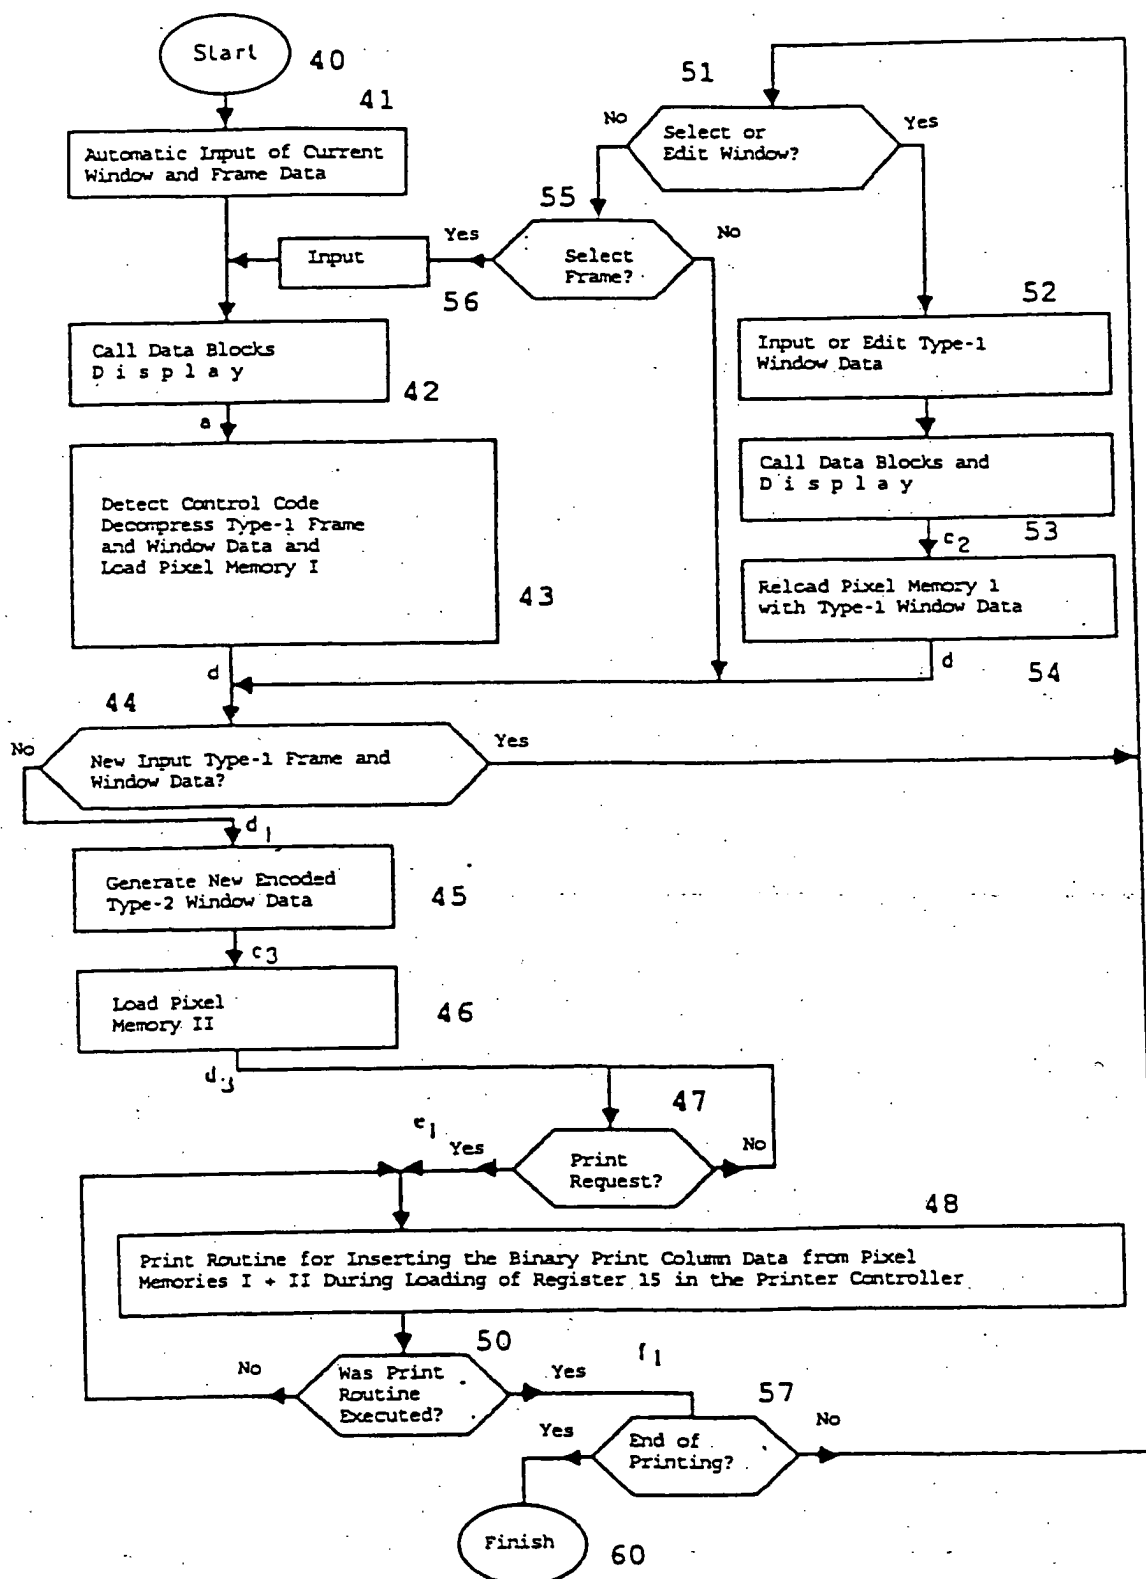 Start
40
41
Automatic Input of Current
Window and Frame Data
51
No
Select or
Edit Window?
Yes
55
Yes
Select
Frame?
No
Input
56
52
Call Data Blocks
D i s p l a y
42
a
Input or Edit Type-1
Window Data
Detect Control Code
Decompress Type-1 Frame
and Window Data and
Load Pixel Memory I
43
Call Data Blocks and
D i s p l a y
c2
53
Reload Pixel Memory 1
with Type-1 Window Data
d
54
d
44
No
New Input Type-1 Frame and
Window Data?
Yes
d1
Generate New Encoded
Type-2 Window Data
45
c3
Load Pixel
Memory II
46
d3
47
e1
Yes
Print
Request?
No
48
Print Routine for Inserting the Binary Print Column Data from Pixel
Memories I + II During Loading of Register 15 in the Printer Controller
50
f1
No
Was Print
Routine
Executed?
Yes
57
Yes
End of
Printing?
No
Finish
60